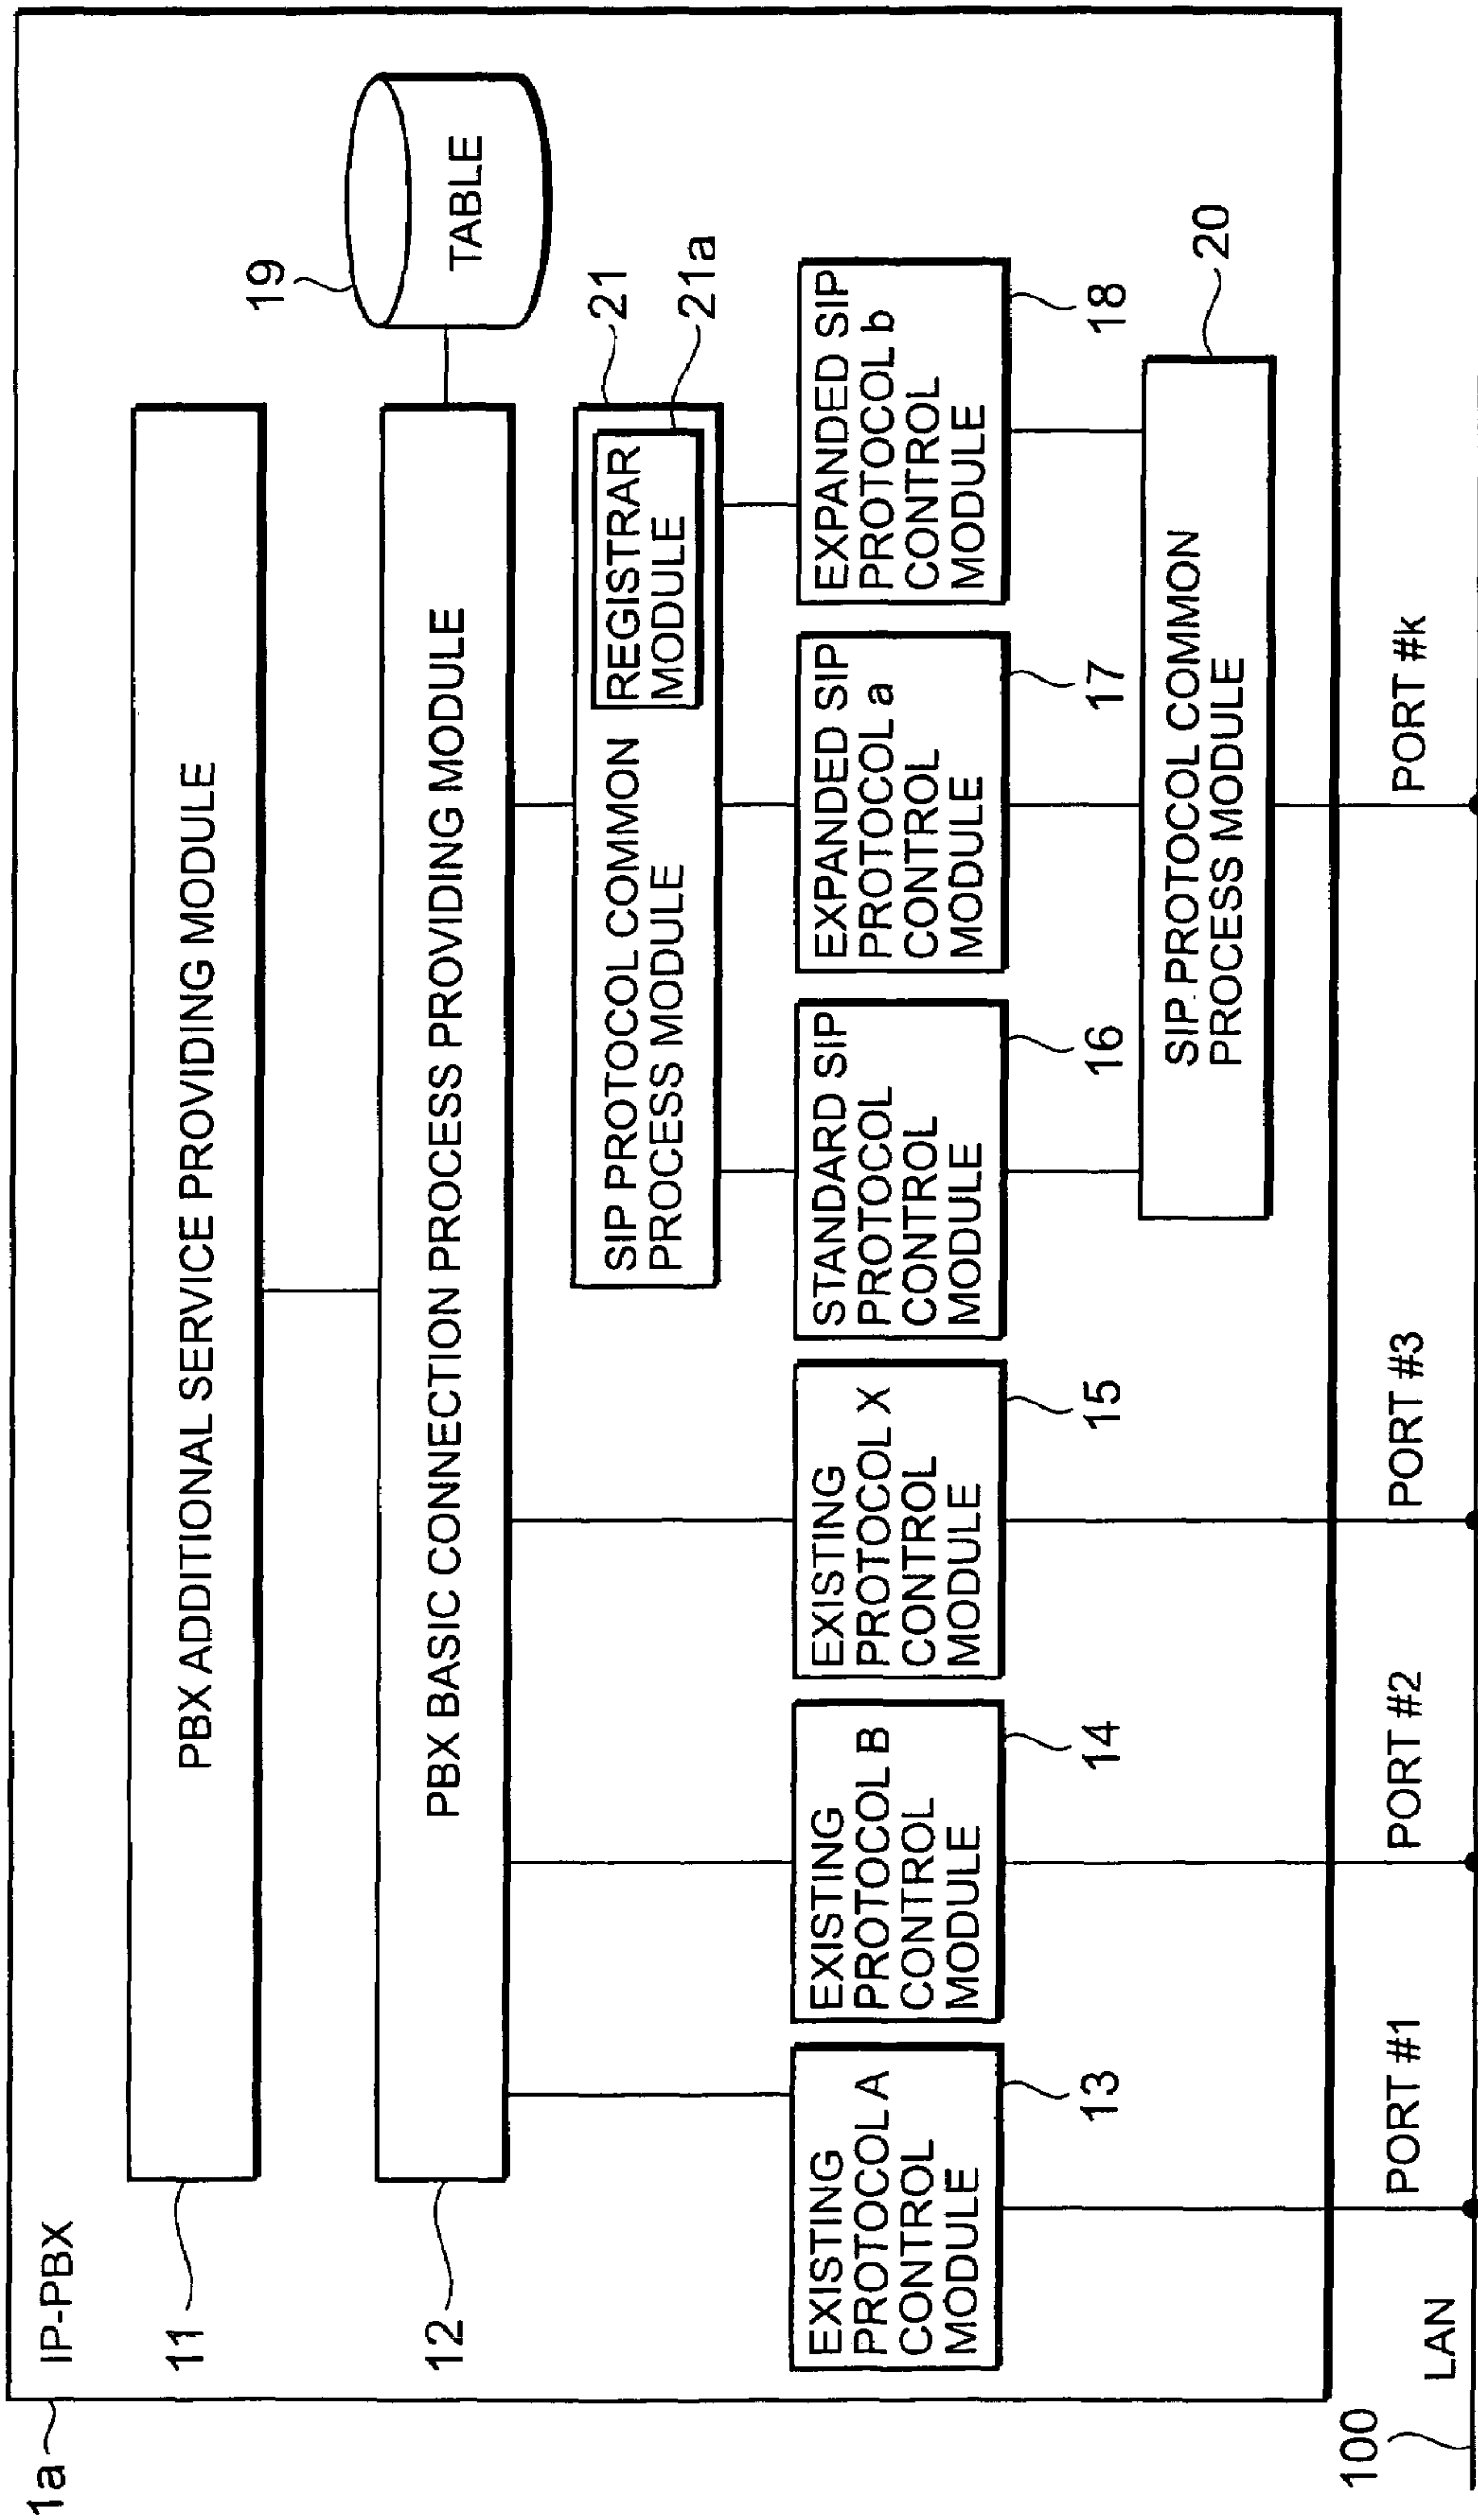 1a
IP-PBX
11
PBX ADDITIONAL SERVICE PROVIDING MODULE
12
PBX BASIC CONNECTION PROCESS PROVIDING MODULE
19
TABLE
SIP PROTOCOL COMMON
PROCESS MODULE
REGISTRAR
MODULE
21
21a
EXISTING
PROTOCOL A
CONTROL
MODULE
13
EXISTING
PROTOCOL B
CONTROL
MODULE
14
EXISTING
PROTOCOL X
CONTROL
MODULE
15
STANDARD SIP
PROTOCOL
CONTROL
MODULE
16
EXPANDED SIP
PROTOCOL a
CONTROL
MODULE
17
EXPANDED SIP
PROTOCOL b
CONTROL
MODULE
18
SIP PROTOCOL COMMON
PROCESS MODULE
20
100
LAN
PORT #1
PORT #2
PORT #3
PORT #k